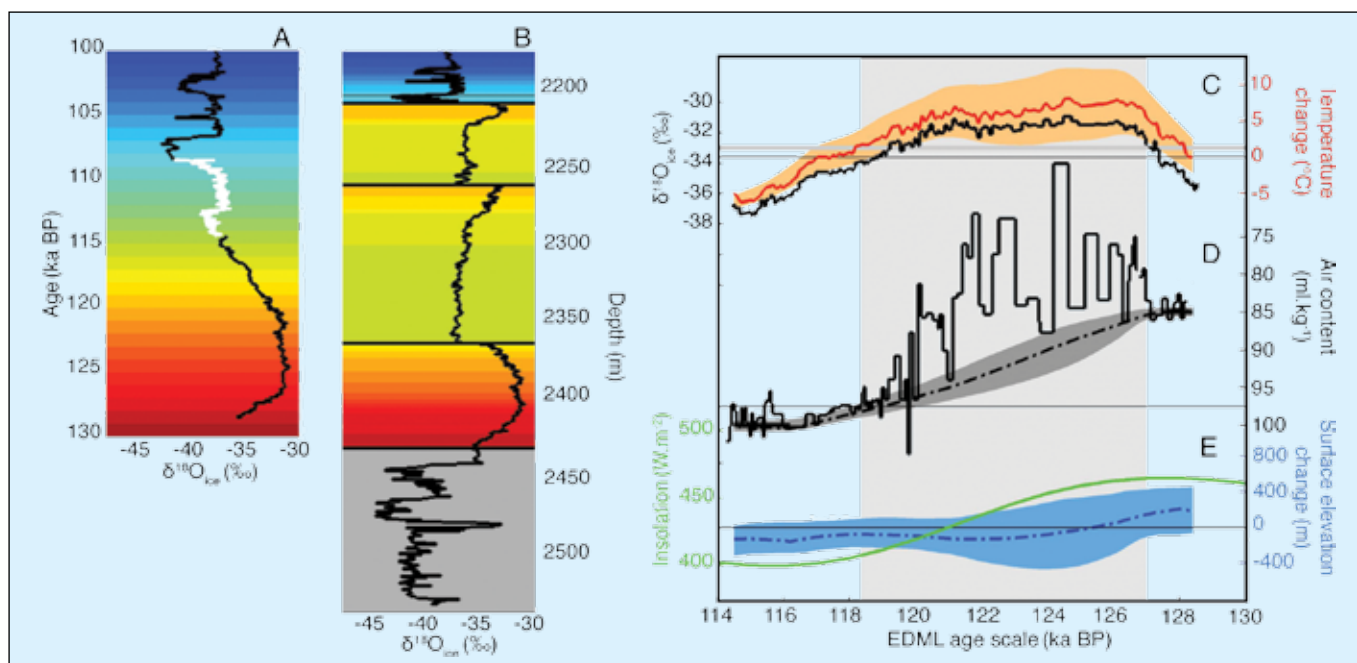 A
100
105
110
115
120
125
130
Age (ka BP)
-45 -40 -35 -30
δ¹⁸Oice (‰)
B
2200
2250
2300
2350
2400
2450
2500
Depth (m)
-45 -40 -35 -30
δ¹⁸Oice (‰)
C
-30
-32
-34
-36
-38
δ¹⁸Oice (‰)
10
5
0
-5
Temperature
change (°C)
D
75
80
85
90
95
100
Air content
(ml.kg⁻¹)
E
500
450
400
Insolation (W.m⁻²)
800
400
0
-400
Surface elevation
change (m)
114 116 118 120 122 124 126 128 130
EDML age scale (ka BP)